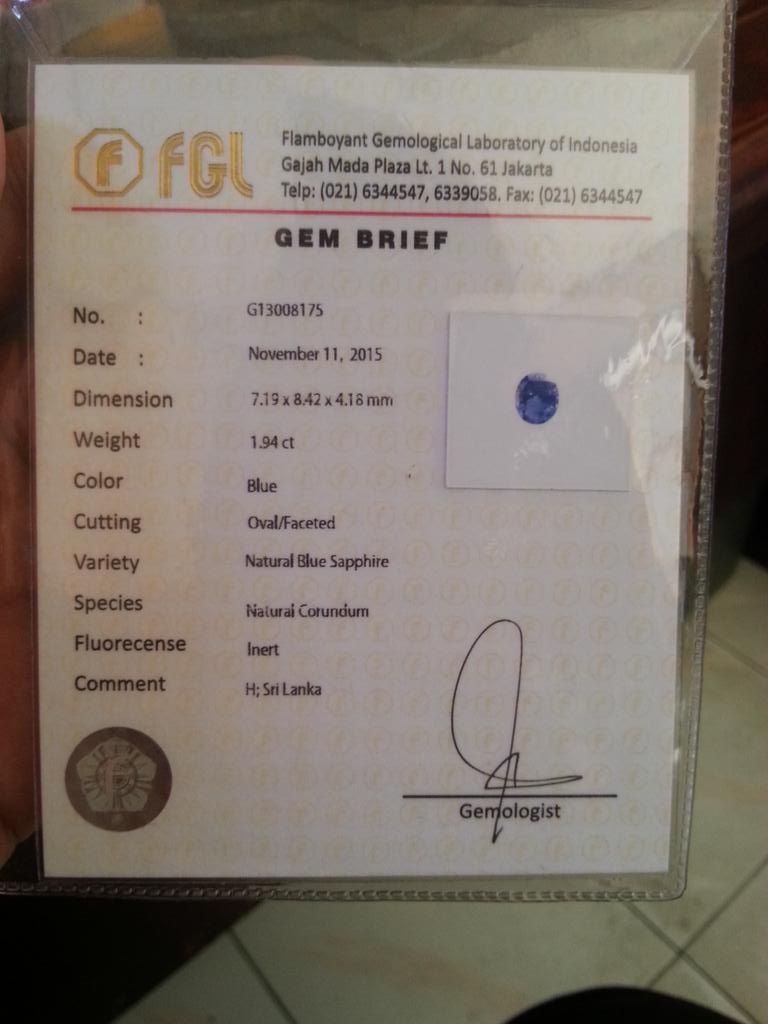 F FGL
Flamboyant Gemological Laboratory of Indonesia
Gajah Mada Plaza Lt. 1 No. 61 Jakarta
Telp: (021) 6344547, 6339058. Fax: (021) 6344547
GEM BRIEF
No. : G13008175
Date : November 11, 2015
Dimension 7.19 x 8.42 x 4.18 mm
Weight 1.94 ct
Color Blue
Cutting Oval/Faceted
Variety Natural Blue Sapphire
Species Natural Corundum
Fluorecense Inert
Comment H; Sri Lanka
Gemologist